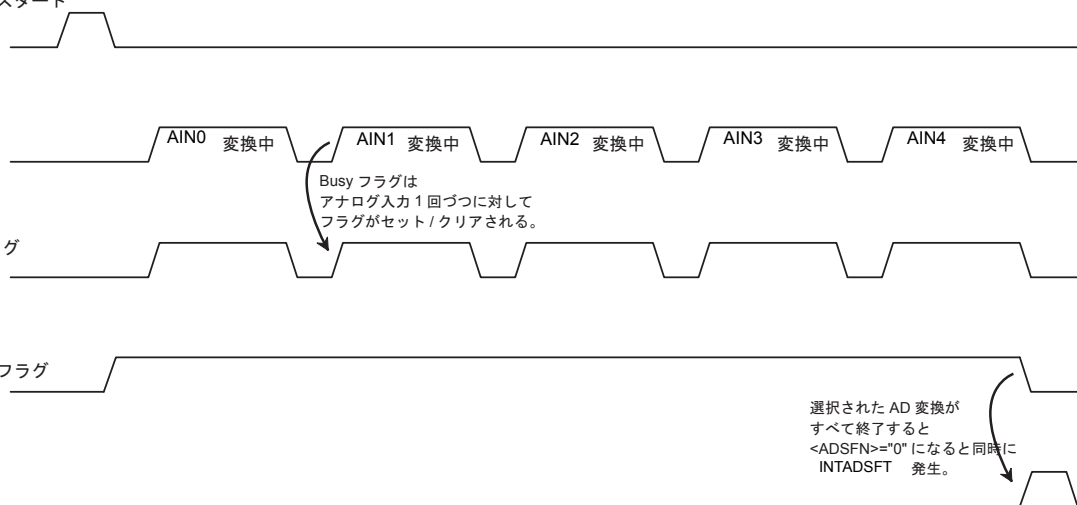 スタート
AIN0 変換中
AIN1 変換中
AIN2 変換中
AIN3 変換中
AIN4 変換中
Busy フラグは
アナログ入力 1 回づつに対して
フラグがセット / クリアされる。
グ
フラグ
選択された AD 変換が
すべて終了すると
<ADSFN>="0" になると同時に
INTADSFT 発生。